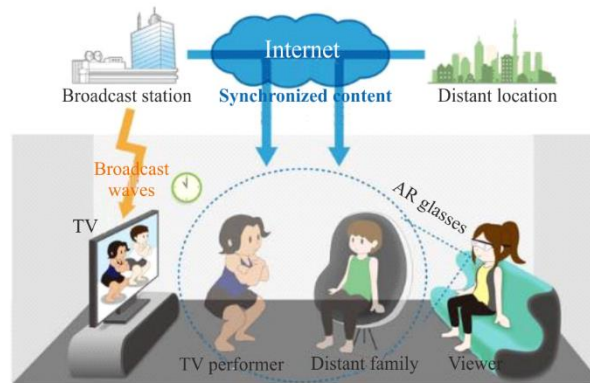 Internet
Broadcast station
Synchronized content
Distant location
Broadcast
waves
TV
AR glasses
TV performer
Distant family
Viewer